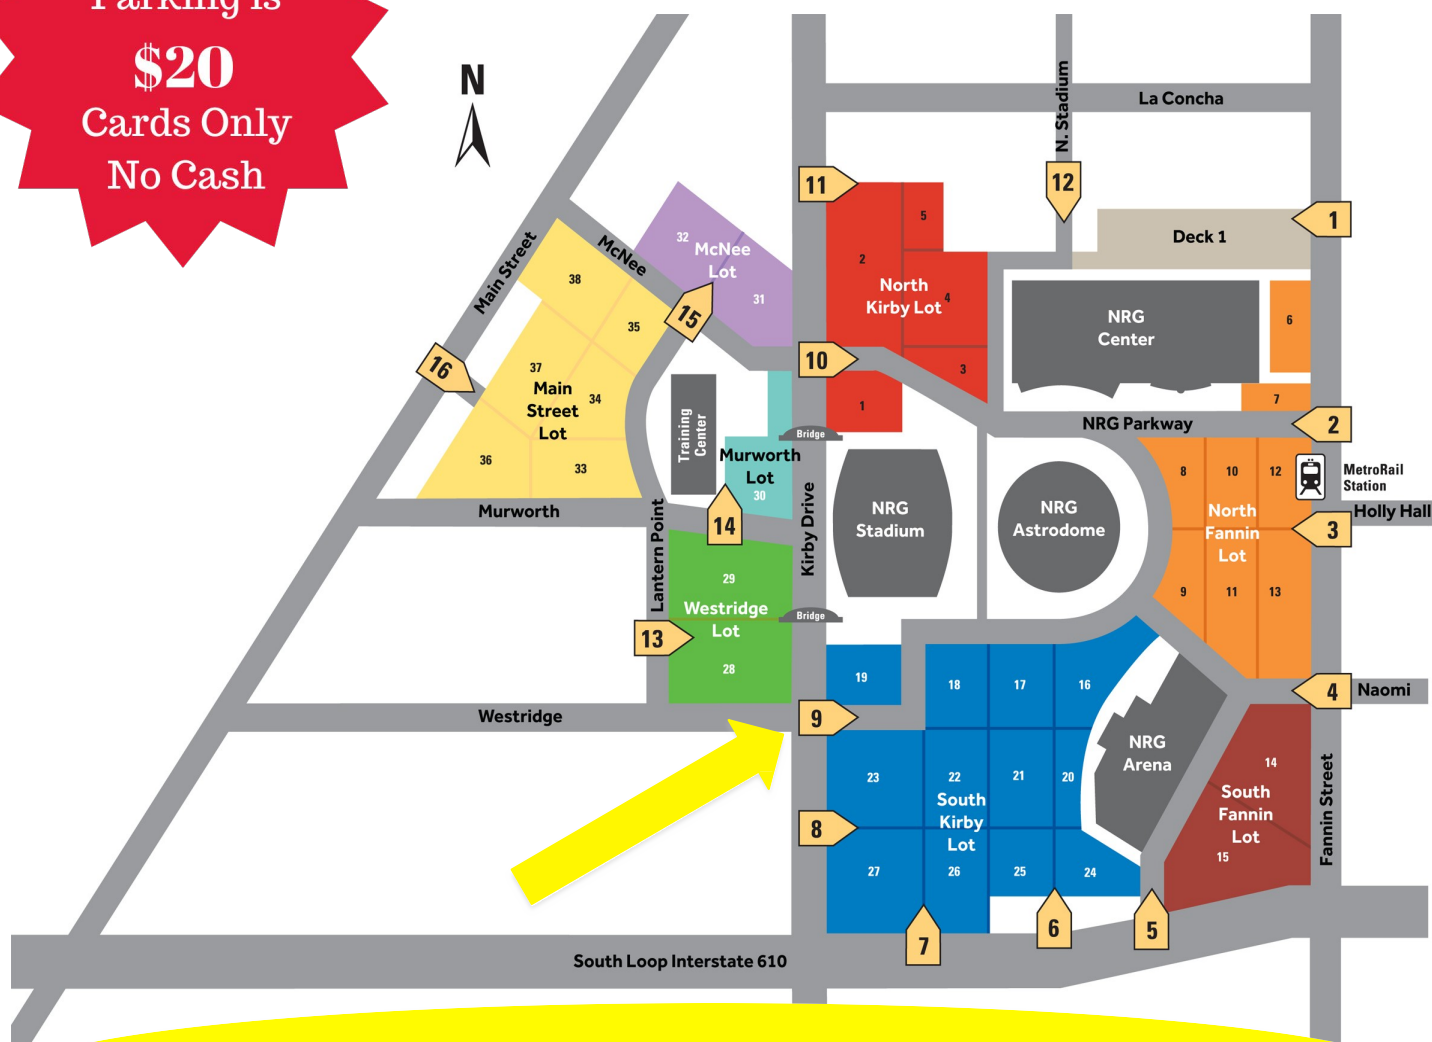 Parking is
$20
Cards Only
No Cash
N
La Concha
N. Stadium
11
12
1
Deck 1
5
2
32
McNee
Lot
31
McNee
Main Street
38
35
15
North
Kirby Lot
4
NRG
Center
6
16
37
Main
Street
Lot
34
10
3
1
7
NRG Parkway
2
Training
Center
Bridge
36
33
Murworth
Lot
30
8
10
12
MetroRail
Station
Murworth
14
Lantern Point
Kirby Drive
NRG
Stadium
NRG
Astrodome
North
Fannin
Lot
Holly Hall
3
29
Westridge
Lot
28
13
Bridge
9
11
13
19
18
17
16
4
Naomi
Westridge
9
NRG
Arena
14
South
Fannin
Lot
15
Fannin Street
23
22
21
20
South
Kirby
Lot
8
27
26
25
24
7
6
5
South Loop Interstate 610